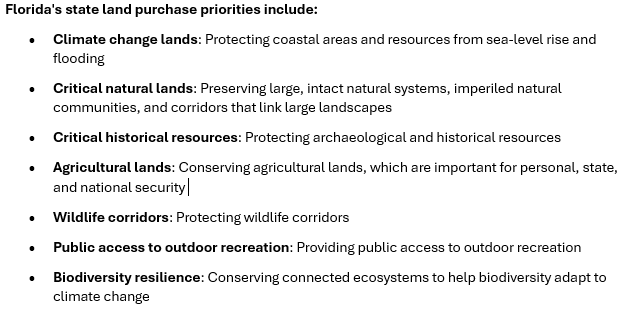 Florida's state land purchase priorities include:
• Climate change lands: Protecting coastal areas and resources from sea-level rise and
flooding
• Critical natural lands: Preserving large, intact natural systems, imperiled natural
communities, and corridors that link large landscapes
• Critical historical resources: Protecting archaeological and historical resources
• Agricultural lands: Conserving agricultural lands, which are important for personal, state,
and national security
• Wildlife corridors: Protecting wildlife corridors
• Public access to outdoor recreation: Providing public access to outdoor recreation
• Biodiversity resilience: Conserving connected ecosystems to help biodiversity adapt to
climate change